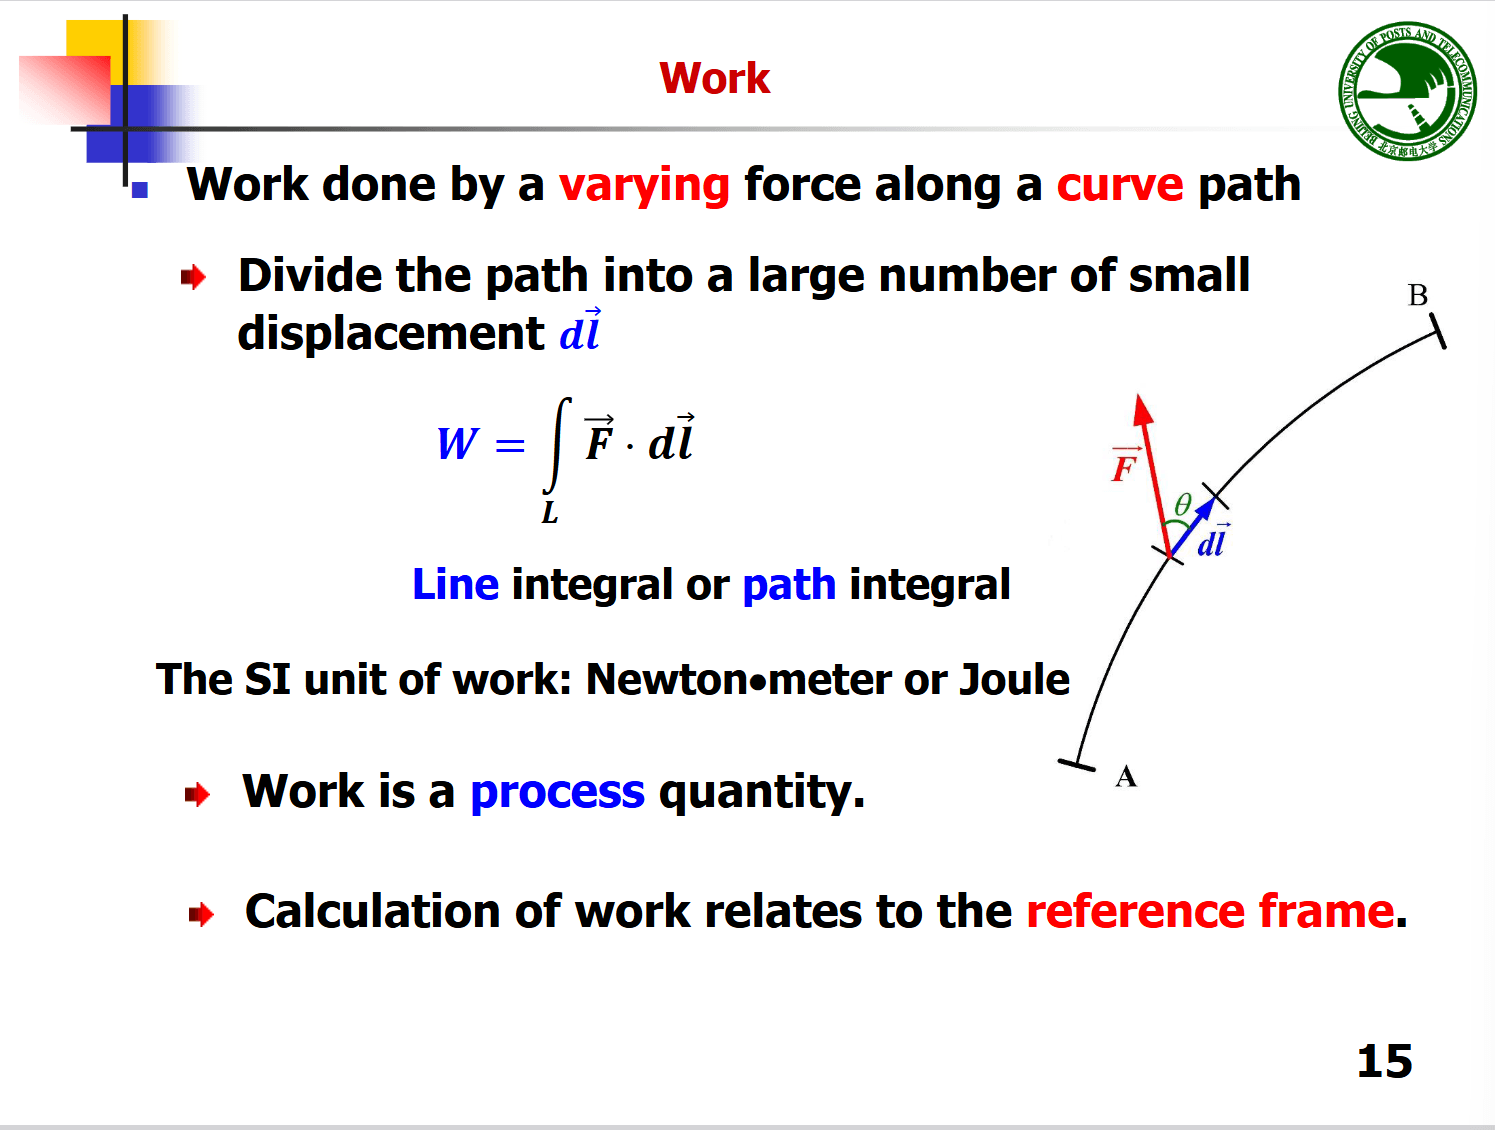 Work
BEIJING UNIVERSITY OF POSTS AND TELECOMMUNICATIONS
北京邮电大学
Work done by a varying force along a curve path
Divide the path into a large number of small
displacement $d\vec{l}$
$W = \int_L \vec{F} \cdot d\vec{l}$
Line integral or path integral
The SI unit of work: Newton•meter or Joule
Work is a process quantity.
Calculation of work relates to the reference frame.
B
$\vec{F}$
θ
$d\vec{l}$
A
15